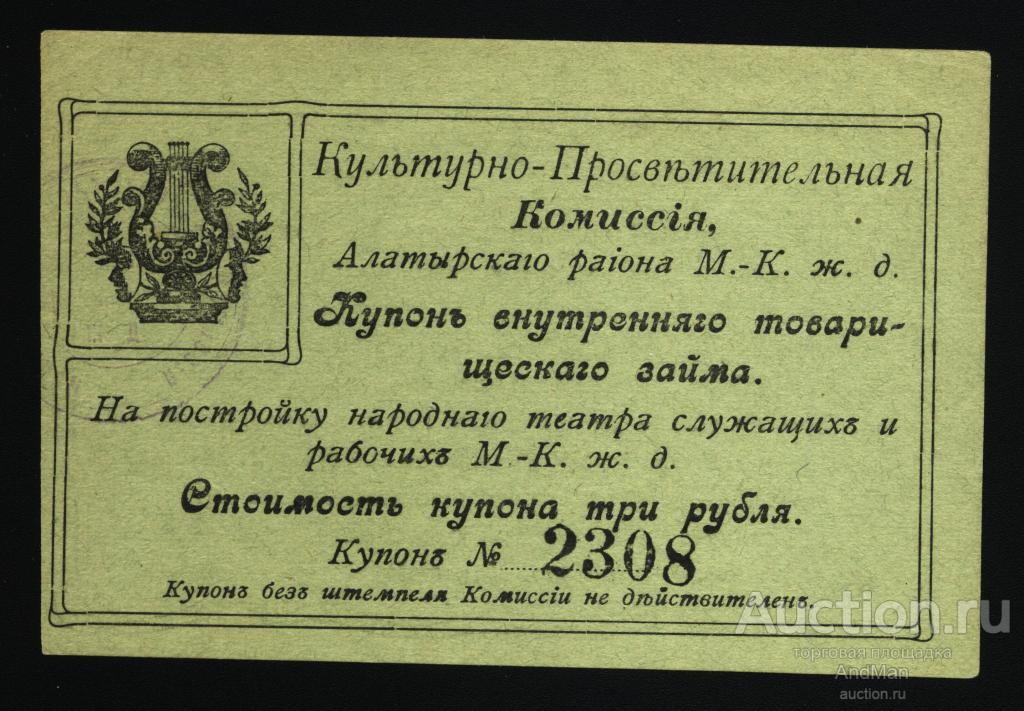 Культурно-Просвѣтительная
Комиссія,
Алатырскаго раіона М.-К. ж. д.
Купонъ внутренняго товари-
щескаго займа.
На постройку народнаго театра служащихъ и
рабочихъ М.-К. ж. д.
Стоимость купона три рубля.
Купонъ № 2308
Купонъ безъ штемпеля Комиссіи не дѣйствителенъ.
Auction.ru
торговая площадка
AndMan
auction.ru